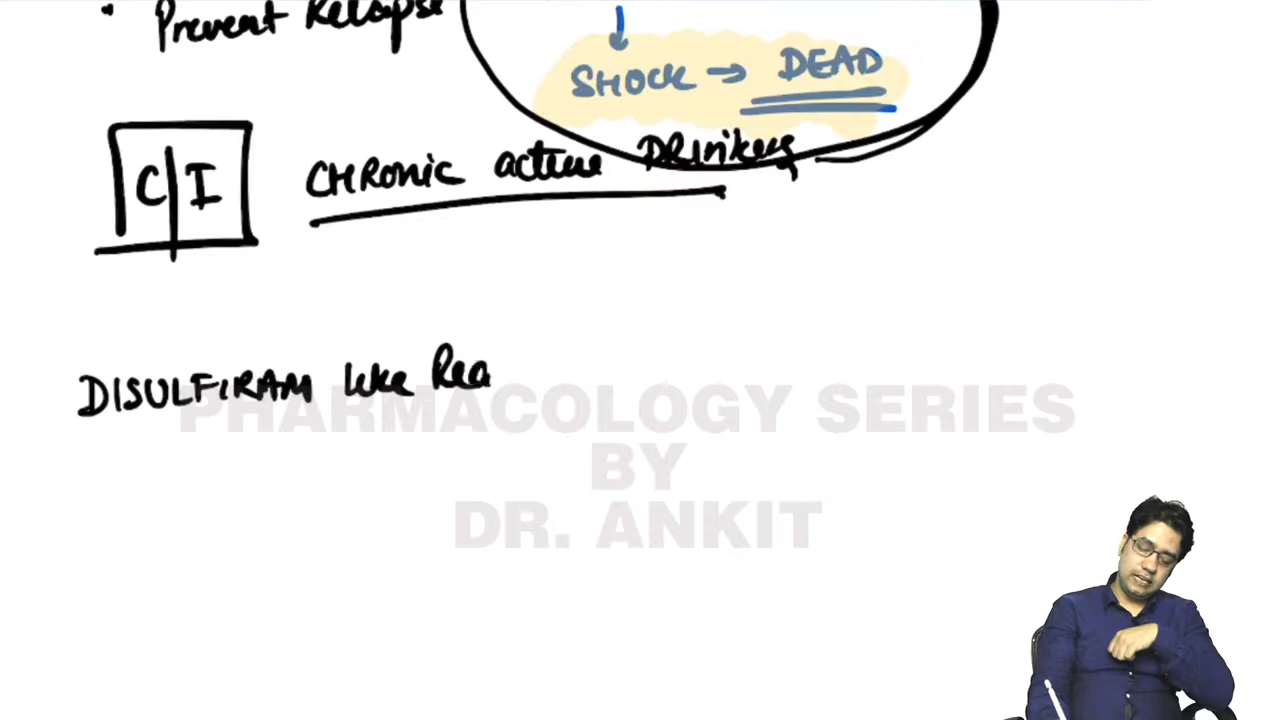 • Prevent Relapse
SHOCK → DEAD
C I CHRONIC active DRInkers
DISULFIRAM like Rea
PHARMACOLOGY SERIES
BY
DR. ANKIT